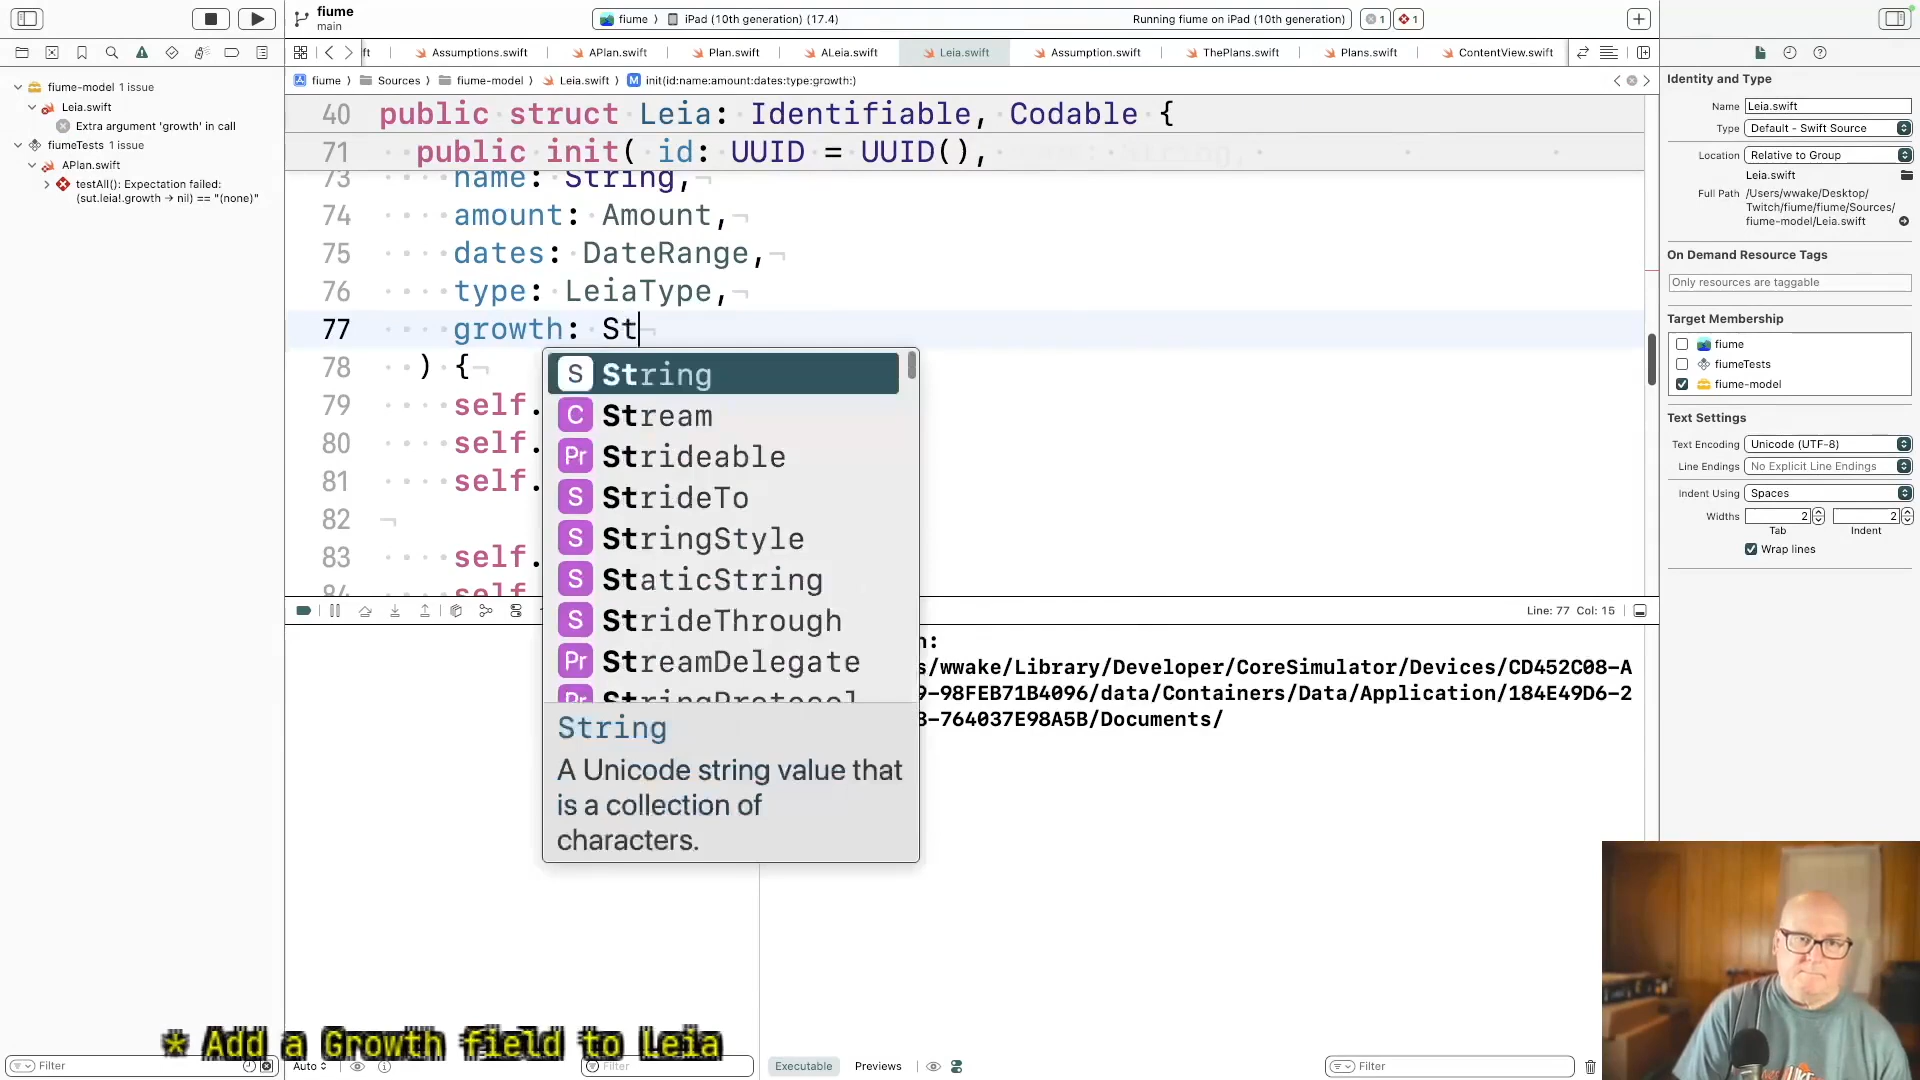 fiume
main
fiume
iPad (10th generation) (17.4)
Running fiume on iPad (10th generation)
1
1
ft
Assumptions.swift
APlan.swift
Plan.swift
ALeia.swift
Leia.swift
Assumption.swift
ThePlans.swift
Plans.swift
ContentView.swift
fiume
Sources
fiume-model
Leia.swift
M
init(id:name:amount:dates:type:growth:)
fiume-model 1 issue
Leia.swift
Extra argument 'growth' in call
fiumeTests 1 issue
APlan.swift
testAll(): Expectation failed:
(sut.leia!.growth → nil) == "(none)"
40 public struct Leia: Identifiable, Codable {
71 public init( id: UUID = UUID(),
73 name: String,
74 amount: Amount,
75 dates: DateRange,
76 type: LeiaType,
77 growth: St
78 ) {
79 self.
80 self.
81 self.
82
83 self.
84 self
S String
C Stream
Pr Strideable
S StrideTo
S StringStyle
S StaticString
S StrideThrough
Pr StreamDelegate
Pr StringProtocol
String
A Unicode string value that
is a collection of
characters.
Line: 77 Col: 15
n:
s/wwake/Library/Developer/CoreSimulator/Devices/CD452C08-A
9-98FEB71B4096/data/Containers/Data/Application/184E49D6-2
3-764037E98A5B/Documents/
Identity and Type
Name Leia.swift
Type Default - Swift Source
Location Relative to Group
Leia.swift
Full Path /Users/wwake/Desktop/
Twitch/fiume/fiume/Sources/
fiume-model/Leia.swift
On Demand Resource Tags
Only resources are taggable
Target Membership
fiume
fiumeTests
fiume-model
Text Settings
Text Encoding Unicode (UTF-8)
Line Endings No Explicit Line Endings
Indent Using Spaces
Widths 2 2
Tab Indent
Wrap lines
* Add a Growth field to Leia
Filter
Auto
Filter
Executable
Previews
Filter